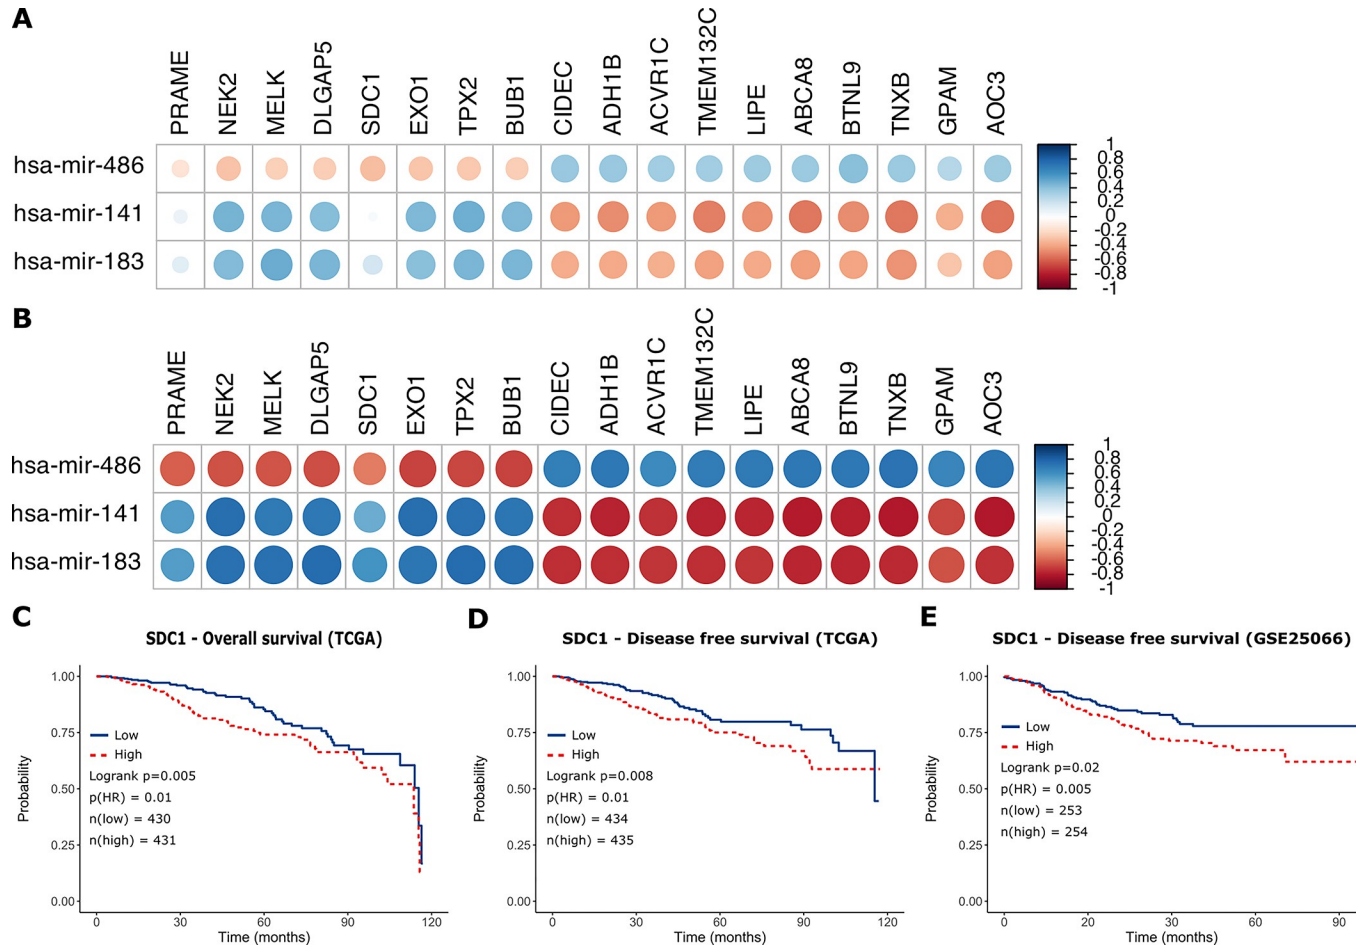 A
PRAME NEK2 MELK DLGAP5 SDC1 EXO1 TPX2 BUB1 CIDEC ADH1B ACVR1C TMEM132C LIPE ABCA8 BTNL9 TNXB GPAM AOC3
hsa-mir-486
hsa-mir-141
hsa-mir-183
1
0.8
0.6
0.4
0.2
0
-0.2
-0.4
-0.6
-0.8
-1
B
PRAME NEK2 MELK DLGAP5 SDC1 EXO1 TPX2 BUB1 CIDEC ADH1B ACVR1C TMEM132C LIPE ABCA8 BTNL9 TNXB GPAM AOC3
hsa-mir-486
hsa-mir-141
hsa-mir-183
1
0.8
0.6
0.4
0.2
0
-0.2
-0.4
-0.6
-0.8
-1
C
SDC1 - Overall survival (TCGA)
Probability
1.00
0.75
0.50
0.25
0.00
Low
High
Logrank p=0.005
p(HR) = 0.01
n(low) = 430
n(high) = 431
0 30 60 90 120
Time (months)
D
SDC1 - Disease free survival (TCGA)
Probability
1.00
0.75
0.50
0.25
0.00
Low
High
Logrank p=0.008
p(HR) = 0.01
n(low) = 434
n(high) = 435
0 30 60 90 120
Time (months)
E
SDC1 - Disease free survival (GSE25066)
Probability
1.00
0.75
0.50
0.25
0.00
Low
High
Logrank p=0.02
p(HR) = 0.005
n(low) = 253
n(high) = 254
0 20 60 90
Time (months)